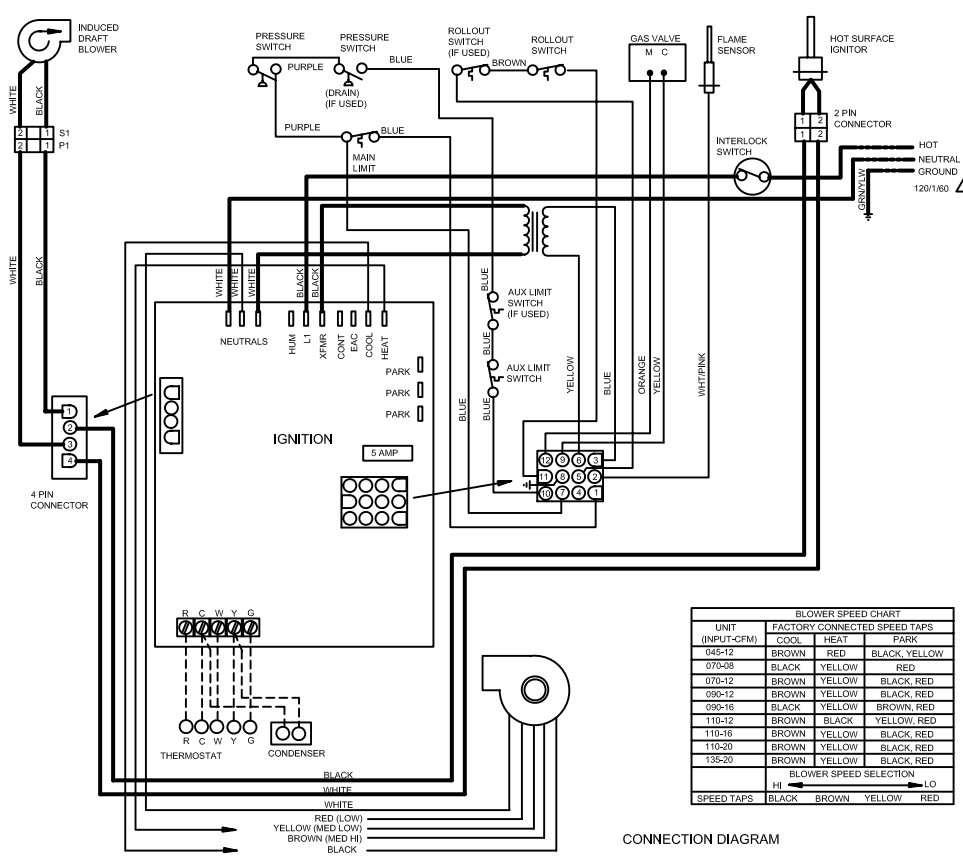 INDUCED
DRAFT
BLOWER
PRESSURE
SWITCH
PRESSURE
SWITCH
ROLLOUT
SWITCH
(IF USED)
ROLLOUT
SWITCH
GAS VALVE
M C
FLAME
SENSOR
HOT SURFACE
IGNITOR
PURPLE
BLUE
BROWN
(DRAIN)
(IF USED)
WHITE
BLACK
2 1 S1
2 1 P1
PURPLE
BLUE
MAIN
LIMIT
1 2
1 2
2 PIN
CONNECTOR
INTERLOCK
SWITCH
HOT
NEUTRAL
GROUND
120/1/60
GRN/YLW
WHITE
BLACK
WHITE
WHITE
WHITE
BLACK
BLACK
BLUE
AUX LIMIT
SWITCH
(IF USED)
BLUE
AUX LIMIT
SWITCH
BLUE
BLUE
YELLOW
BLUE
ORANGE
YELLOW
WHT/PINK
NEUTRALS
HUM
L1
XFMR
CONT
EAC
COOL
HEAT
PARK
PARK
PARK
IGNITION
5 AMP
1
2
3
4
4 PIN
CONNECTOR
12 9 6 3
11 8 5 2
10 7 4 1
R C W Y G
R C W Y G
THERMOSTAT
CONDENSER
BLACK
WHITE
WHITE
RED (LOW)
YELLOW (MED LOW)
BROWN (MED HI)
BLACK
BLOWER SPEED CHART
UNIT
(INPUT-CFM)
FACTORY CONNECTED SPEED TAPS
COOL HEAT PARK
045-12 BROWN RED BLACK, YELLOW
070-08 BLACK YELLOW RED
070-12 BROWN YELLOW BLACK, RED
090-12 BROWN YELLOW BLACK, RED
090-16 BLACK YELLOW BROWN, RED
110-12 BROWN BLACK YELLOW, RED
110-16 BROWN YELLOW BLACK, RED
110-20 BROWN YELLOW BLACK, RED
135-20 BROWN YELLOW BLACK, RED
BLOWER SPEED SELECTION
HI LO
SPEED TAPS BLACK BROWN YELLOW RED
CONNECTION DIAGRAM